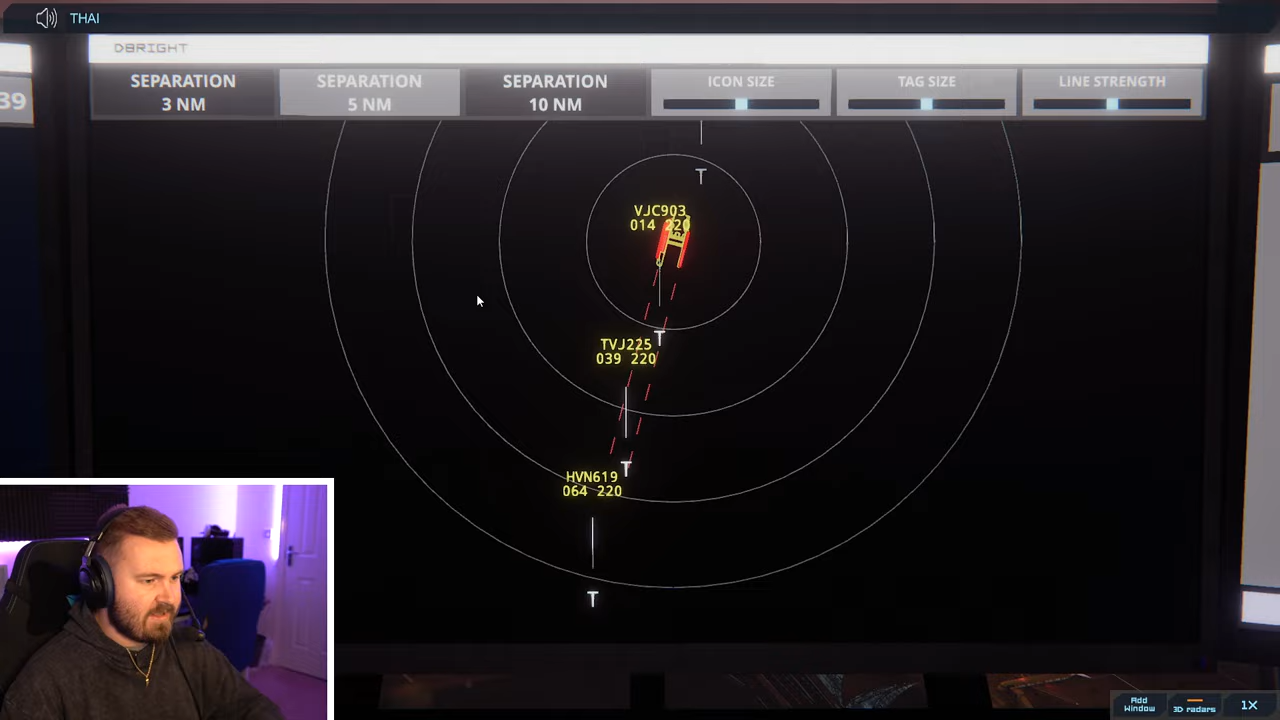 THAI
DBRIGHT
39
SEPARATION
3 NM
SEPARATION
5 NM
SEPARATION
10 NM
ICON SIZE
TAG SIZE
LINE STRENGTH
T
VJC903
014 220
T
TVJ225
039 220
T
HVN619
064 220
T
Add
Window
3D radars
1X